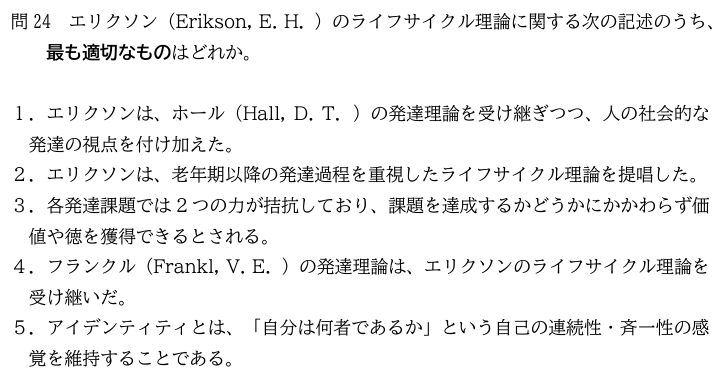 問 24　エリクソン（Erikson, E. H. ）のライフサイクル理論に関する次の記述のうち、
最も適切なものはどれか。
１．エリクソンは、ホール（Hall, D. T. ）の発達理論を受け継ぎつつ、人の社会的な
発達の視点を付け加えた。
２．エリクソンは、老年期以降の発達過程を重視したライフサイクル理論を提唱した。
３．各発達課題では 2 つの力が拮抗しており、課題を達成するかどうかにかかわらず価
値や徳を獲得できるとされる。
４．フランクル（Frankl, V. E. ）の発達理論は、エリクソンのライフサイクル理論を
受け継いだ。
５．アイデンティティとは、「自分は何者であるか」という自己の連続性・斉一性の感
覚を維持することである。